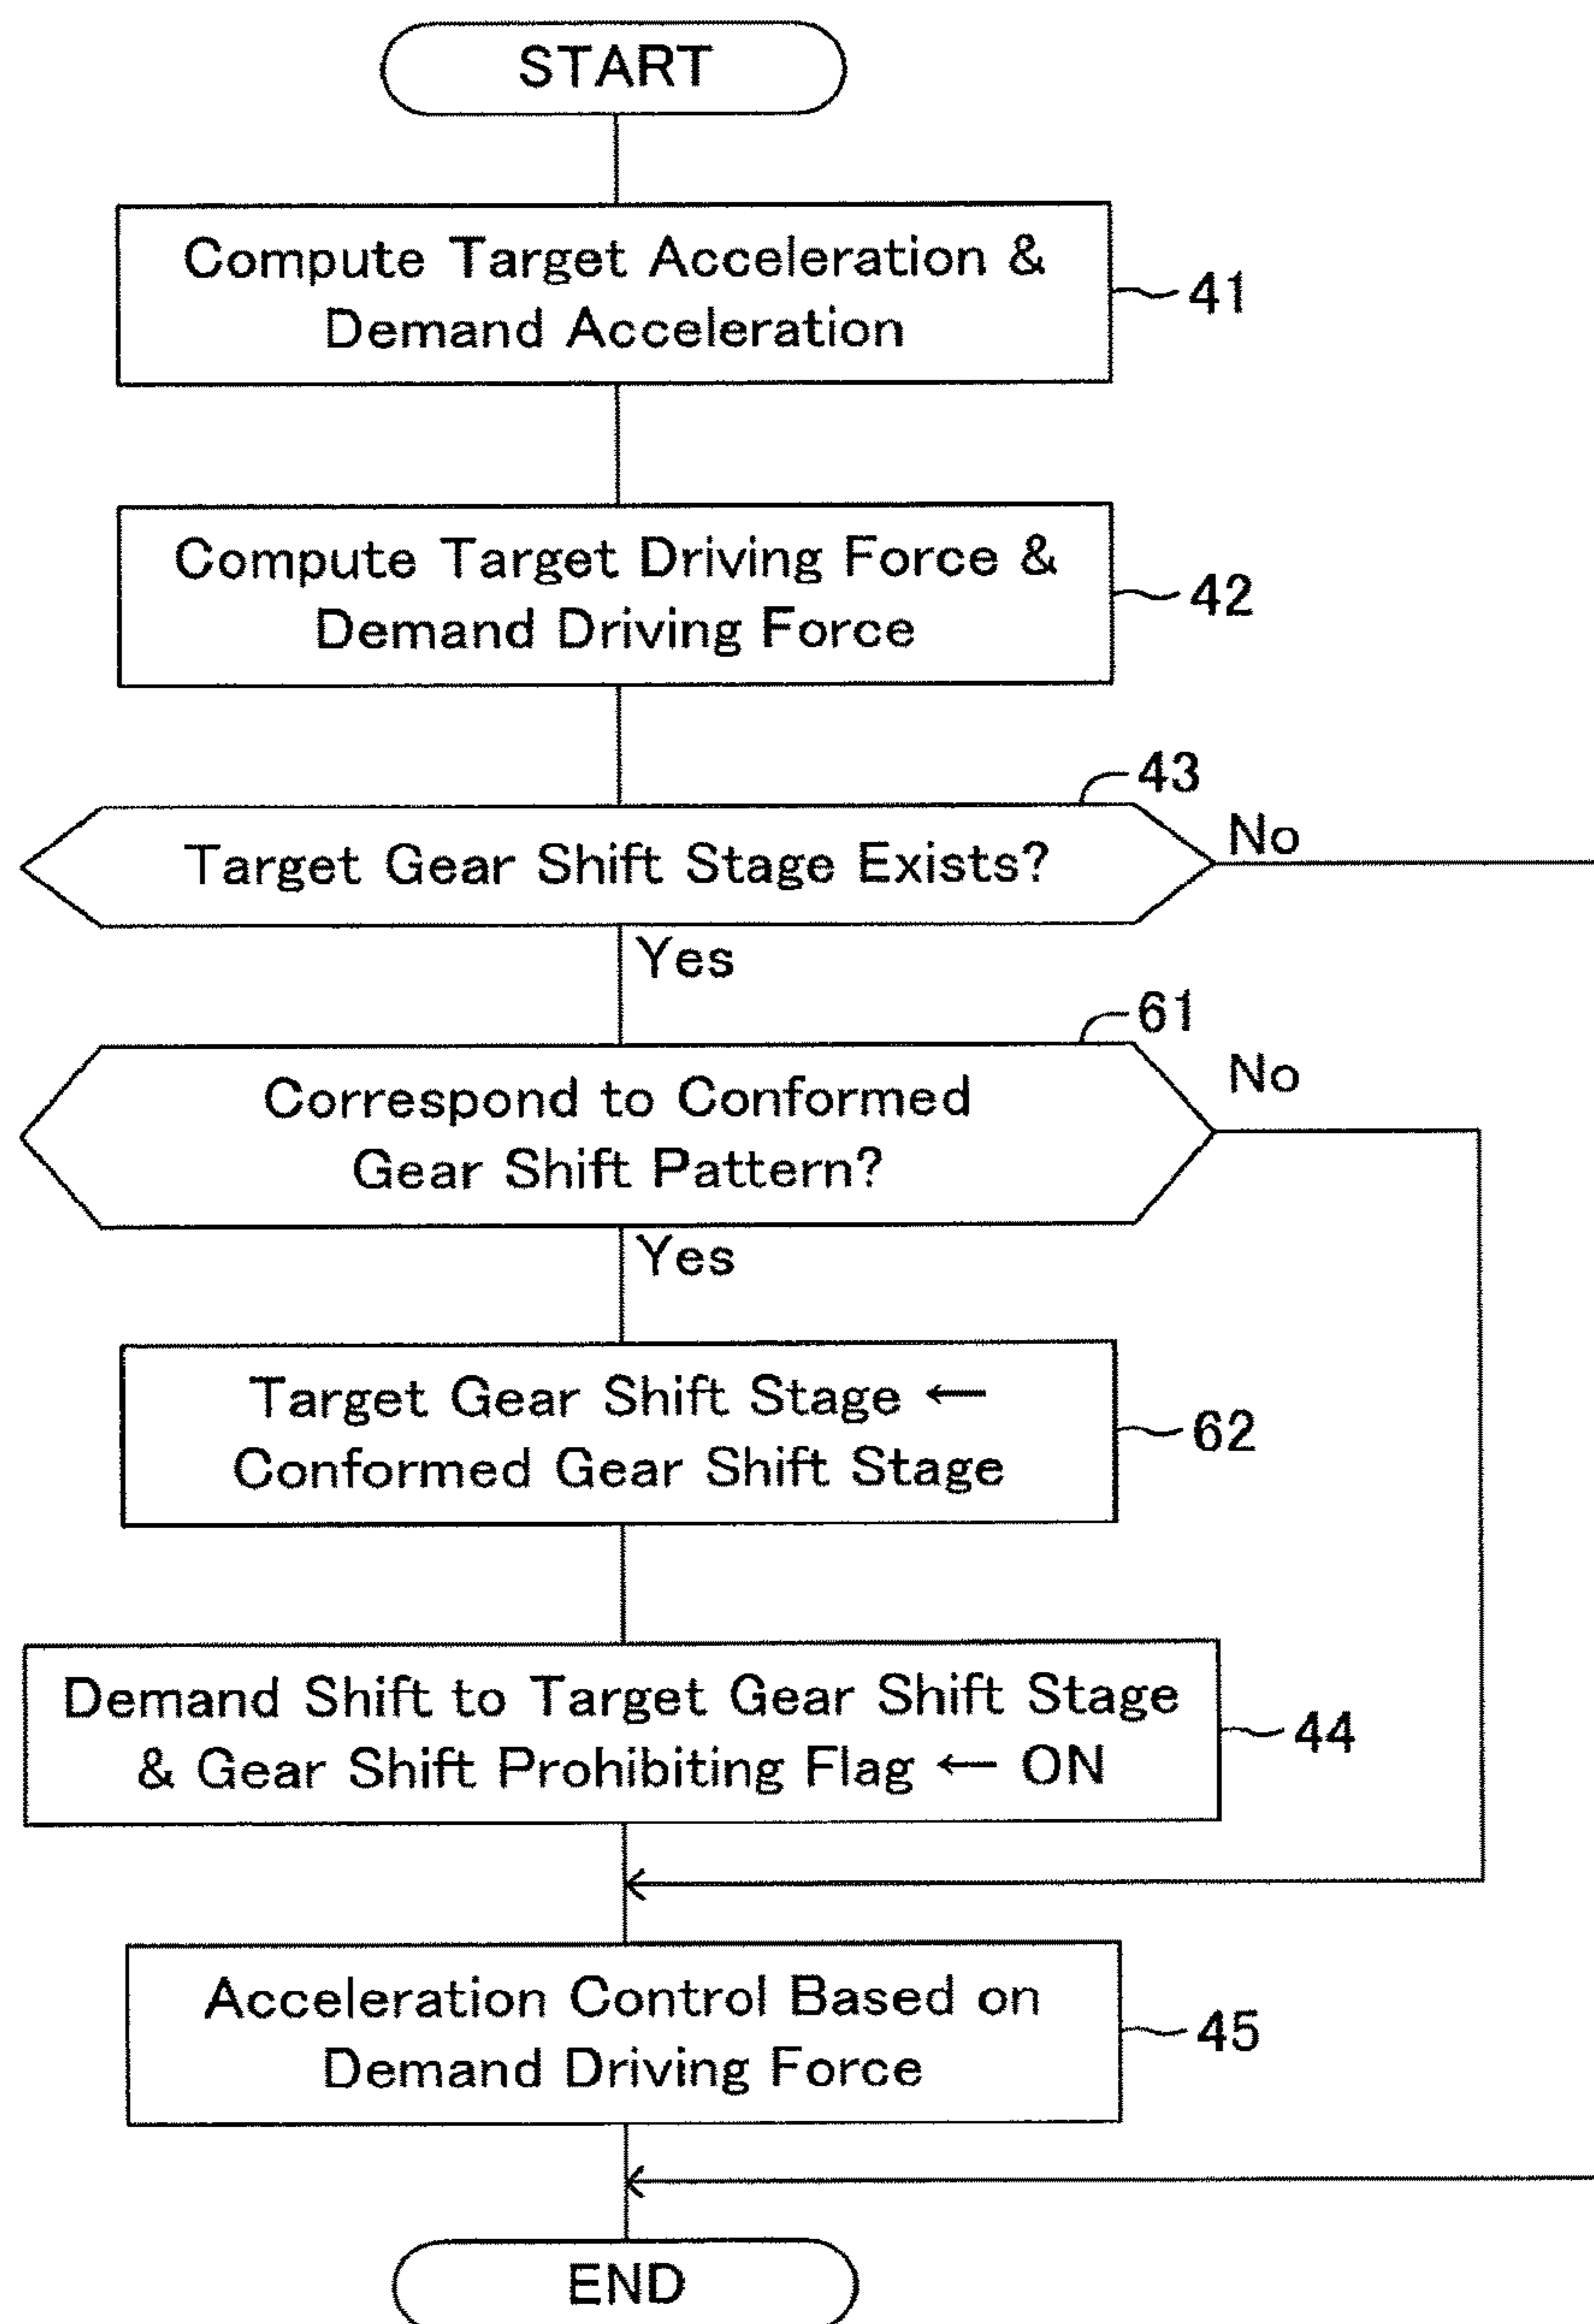 START
Compute Target Acceleration &
Demand Acceleration
41
Compute Target Driving Force &
Demand Driving Force
42
43
Target Gear Shift Stage Exists?
No
Yes
61
Correspond to Conformed
Gear Shift Pattern?
No
Yes
Target Gear Shift Stage ←
Conformed Gear Shift Stage
62
Demand Shift to Target Gear Shift Stage
& Gear Shift Prohibiting Flag ← ON
44
Acceleration Control Based on
Demand Driving Force
45
END